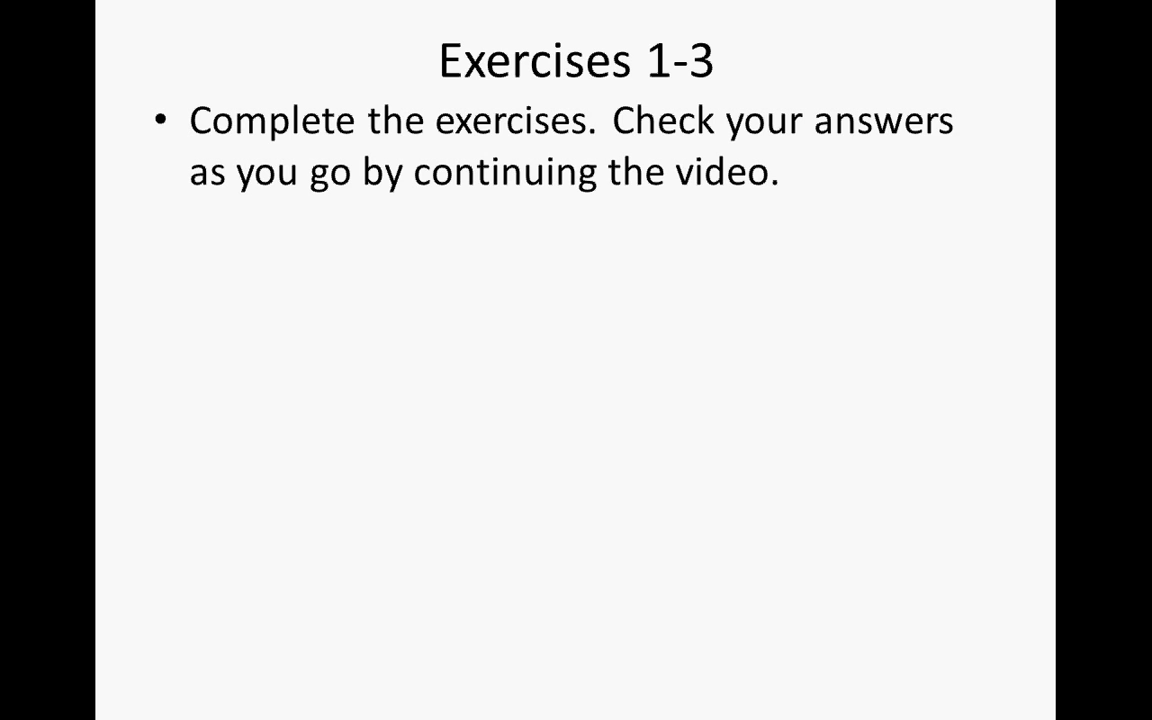 Exercises 1-3
• Complete the exercises. Check your answers
as you go by continuing the video.